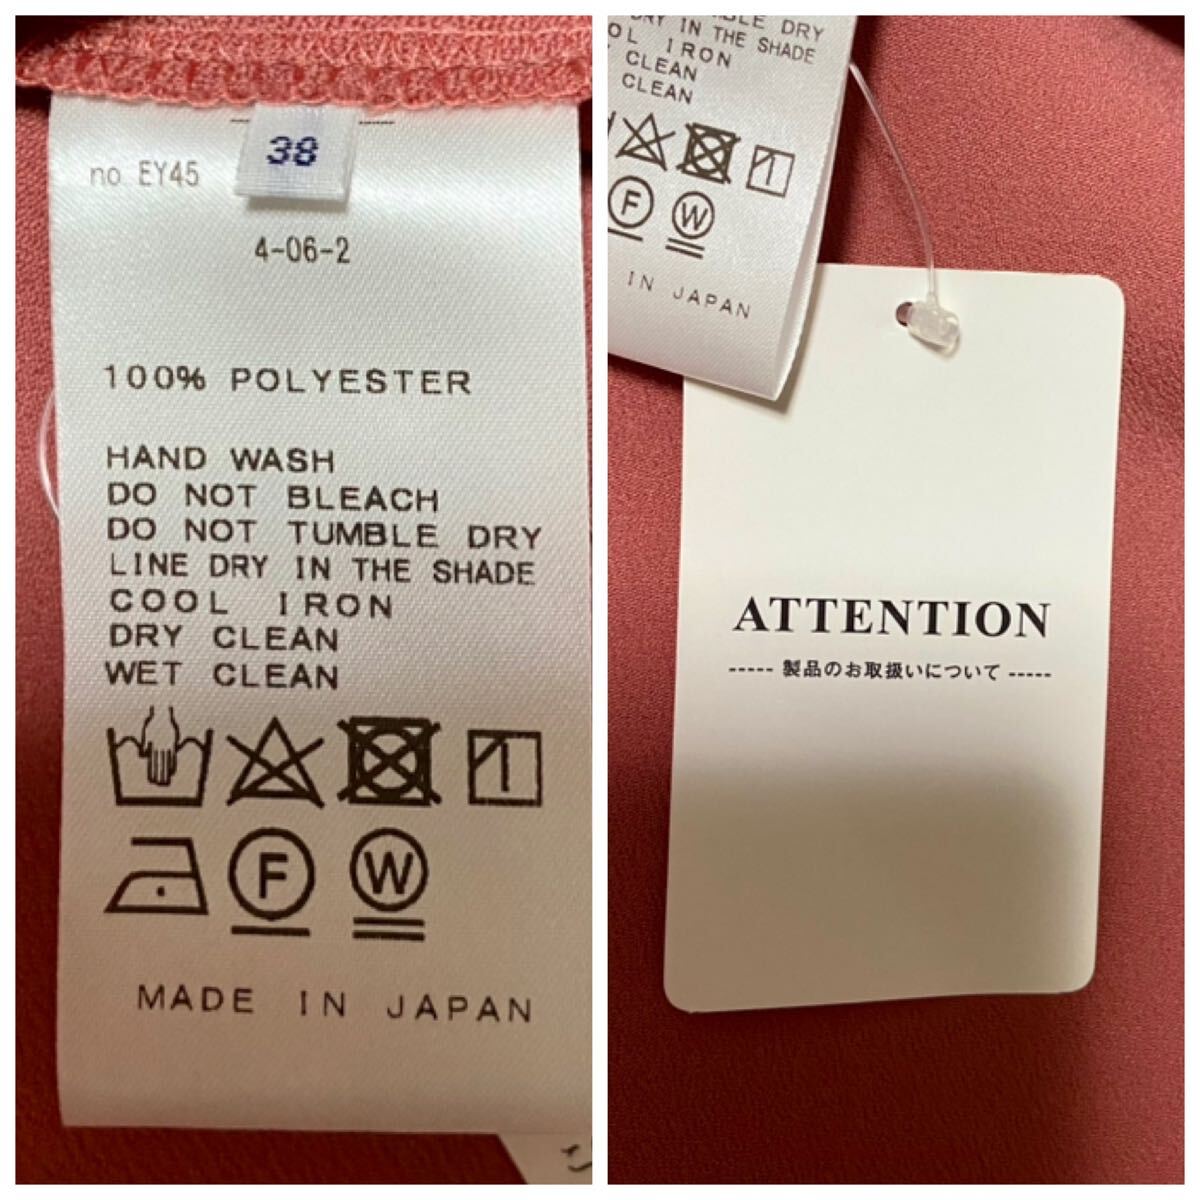 38
no EY45
4-06-2
100% POLYESTER
HAND WASH
DO NOT BLEACH
DO NOT TUMBLE DRY
LINE DRY IN THE SHADE
COOL IRON
DRY CLEAN
WET CLEAN
F
W
MADE IN JAPAN
DRY
DRY IN THE SHADE
IRON
CLEAN
CLEAN
F
W
IN JAPAN
ATTENTION
----- 製品のお取扱いについて -----